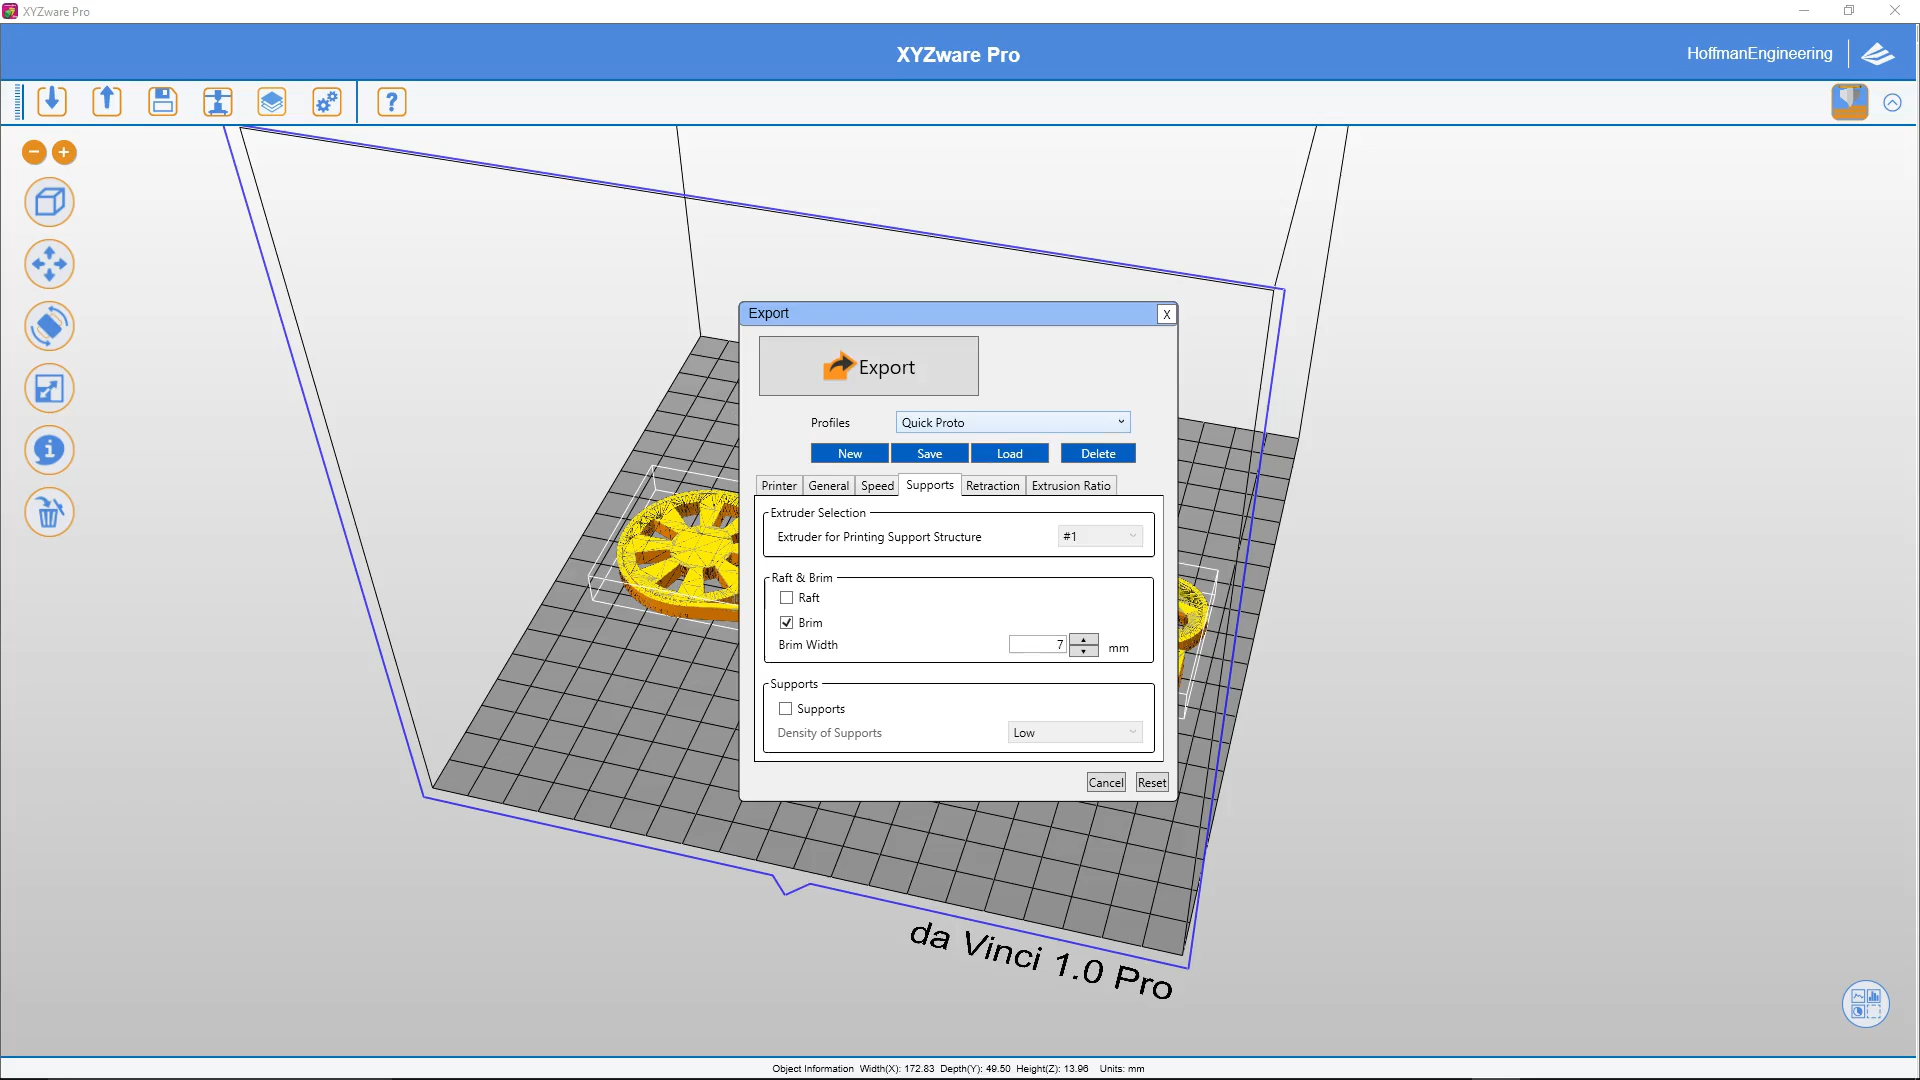 XYZware Pro
XYZware Pro
HoffmanEngineering
?
Export
X
Export
Profiles
Quick Proto
New Save Load Delete
Printer General Speed Supports Retraction Extrusion Ratio
Extruder Selection
Extruder for Printing Support Structure #1
Raft & Brim
Raft
Brim
Brim Width 7 mm
Supports
Supports
Density of Supports Low
Cancel Reset
da Vinci 1.0 Pro
Object Information Width(X): 172.83 Depth(Y): 49.50 Height(Z): 13.96 Units: mm